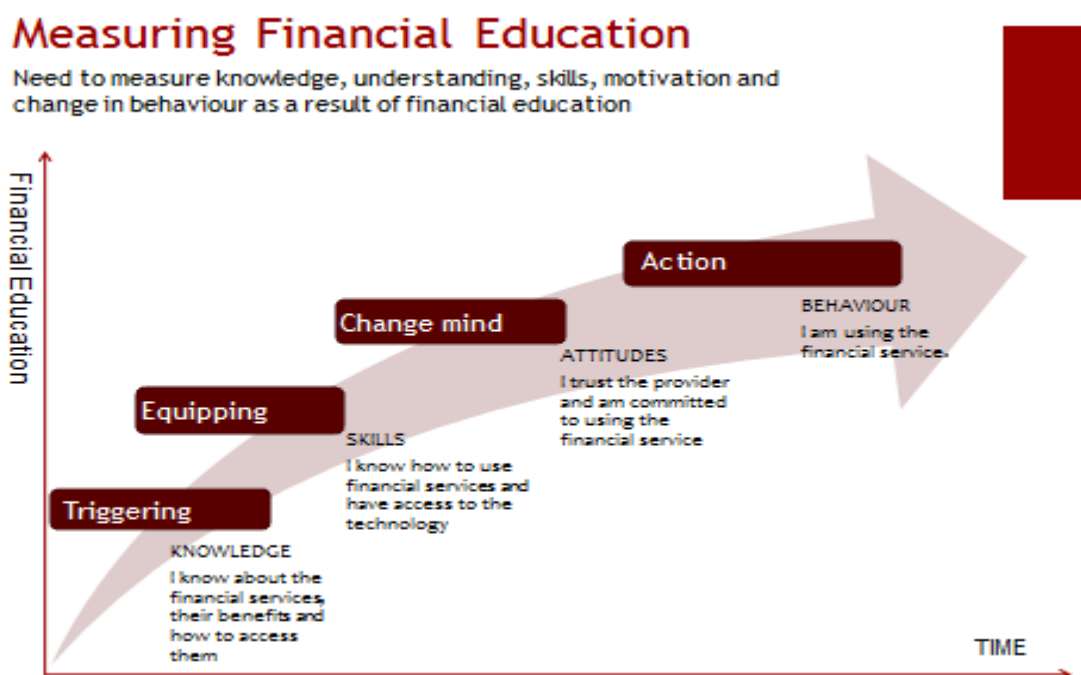 Measuring Financial Education
Need to measure knowledge, understanding, skills, motivation and
change in behaviour as a result of financial education
Financial Education
Action
BEHAVIOUR
I am using the
financial service.
Change mind
ATTITUDES
I trust the provider
and am committed
to using the
financial service
Equipping
SKILLS
I know how to use
financial services and
have access to the
technology
Triggering
KNOWLEDGE
I know about the
financial services,
their benefits and
how to access
them
TIME